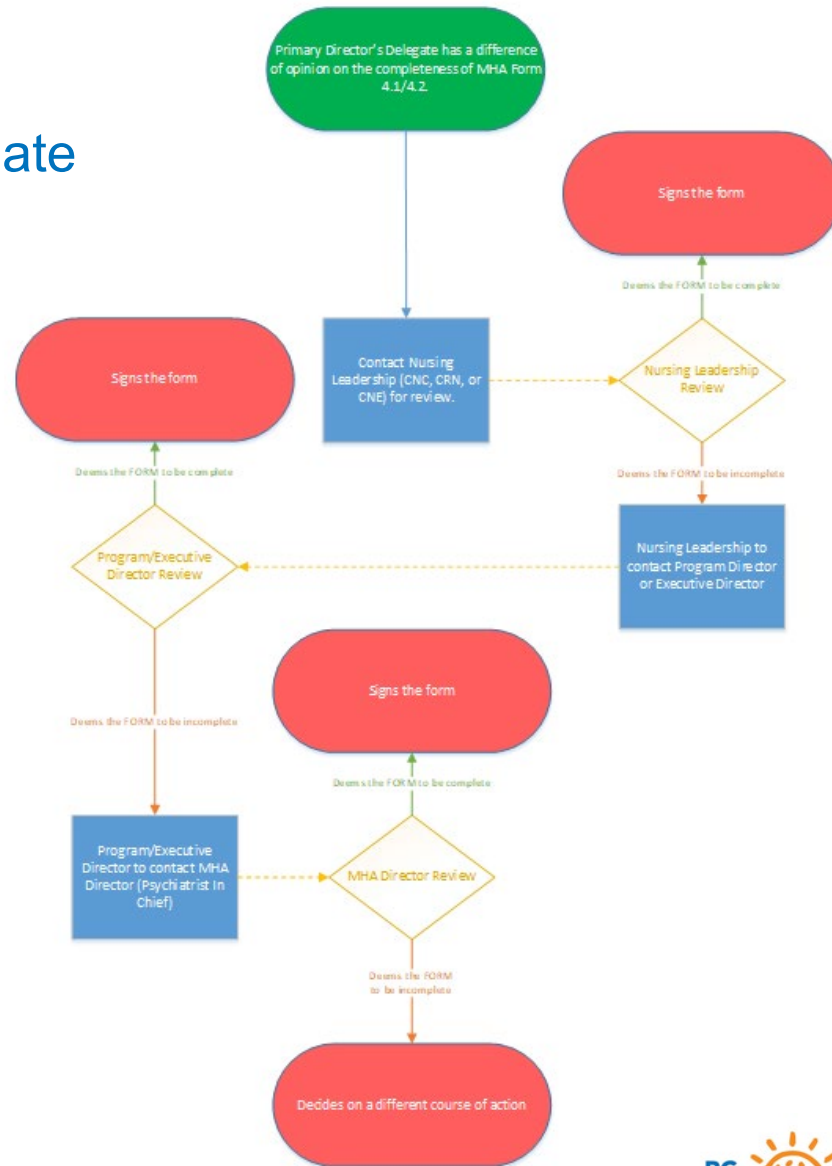 Primary Director's Delegate has a difference
of opinion on the completeness of MHA Form
4.1/4.2.
ate
Signs the form
Deems the FORM to be complete
Contact Nursing
Leadership (CNC, CRN, or
CNE) for review.
Nursing Leadership
Review
Signs the form
Deems the FORM to be complete
Deems the FORM to be incomplete
Program/Executive
Director Review
Nursing Leadership to
contact Program Director
or Executive Director
Signs the form
Deems the FORM to be incomplete
Deems the FORM to be complete
Program/Executive
Director to contact MHA
Director (Psychiatrist In
Chief)
MHA Director Review
Deems the FORM
to be incomplete
Decides on a different course of action